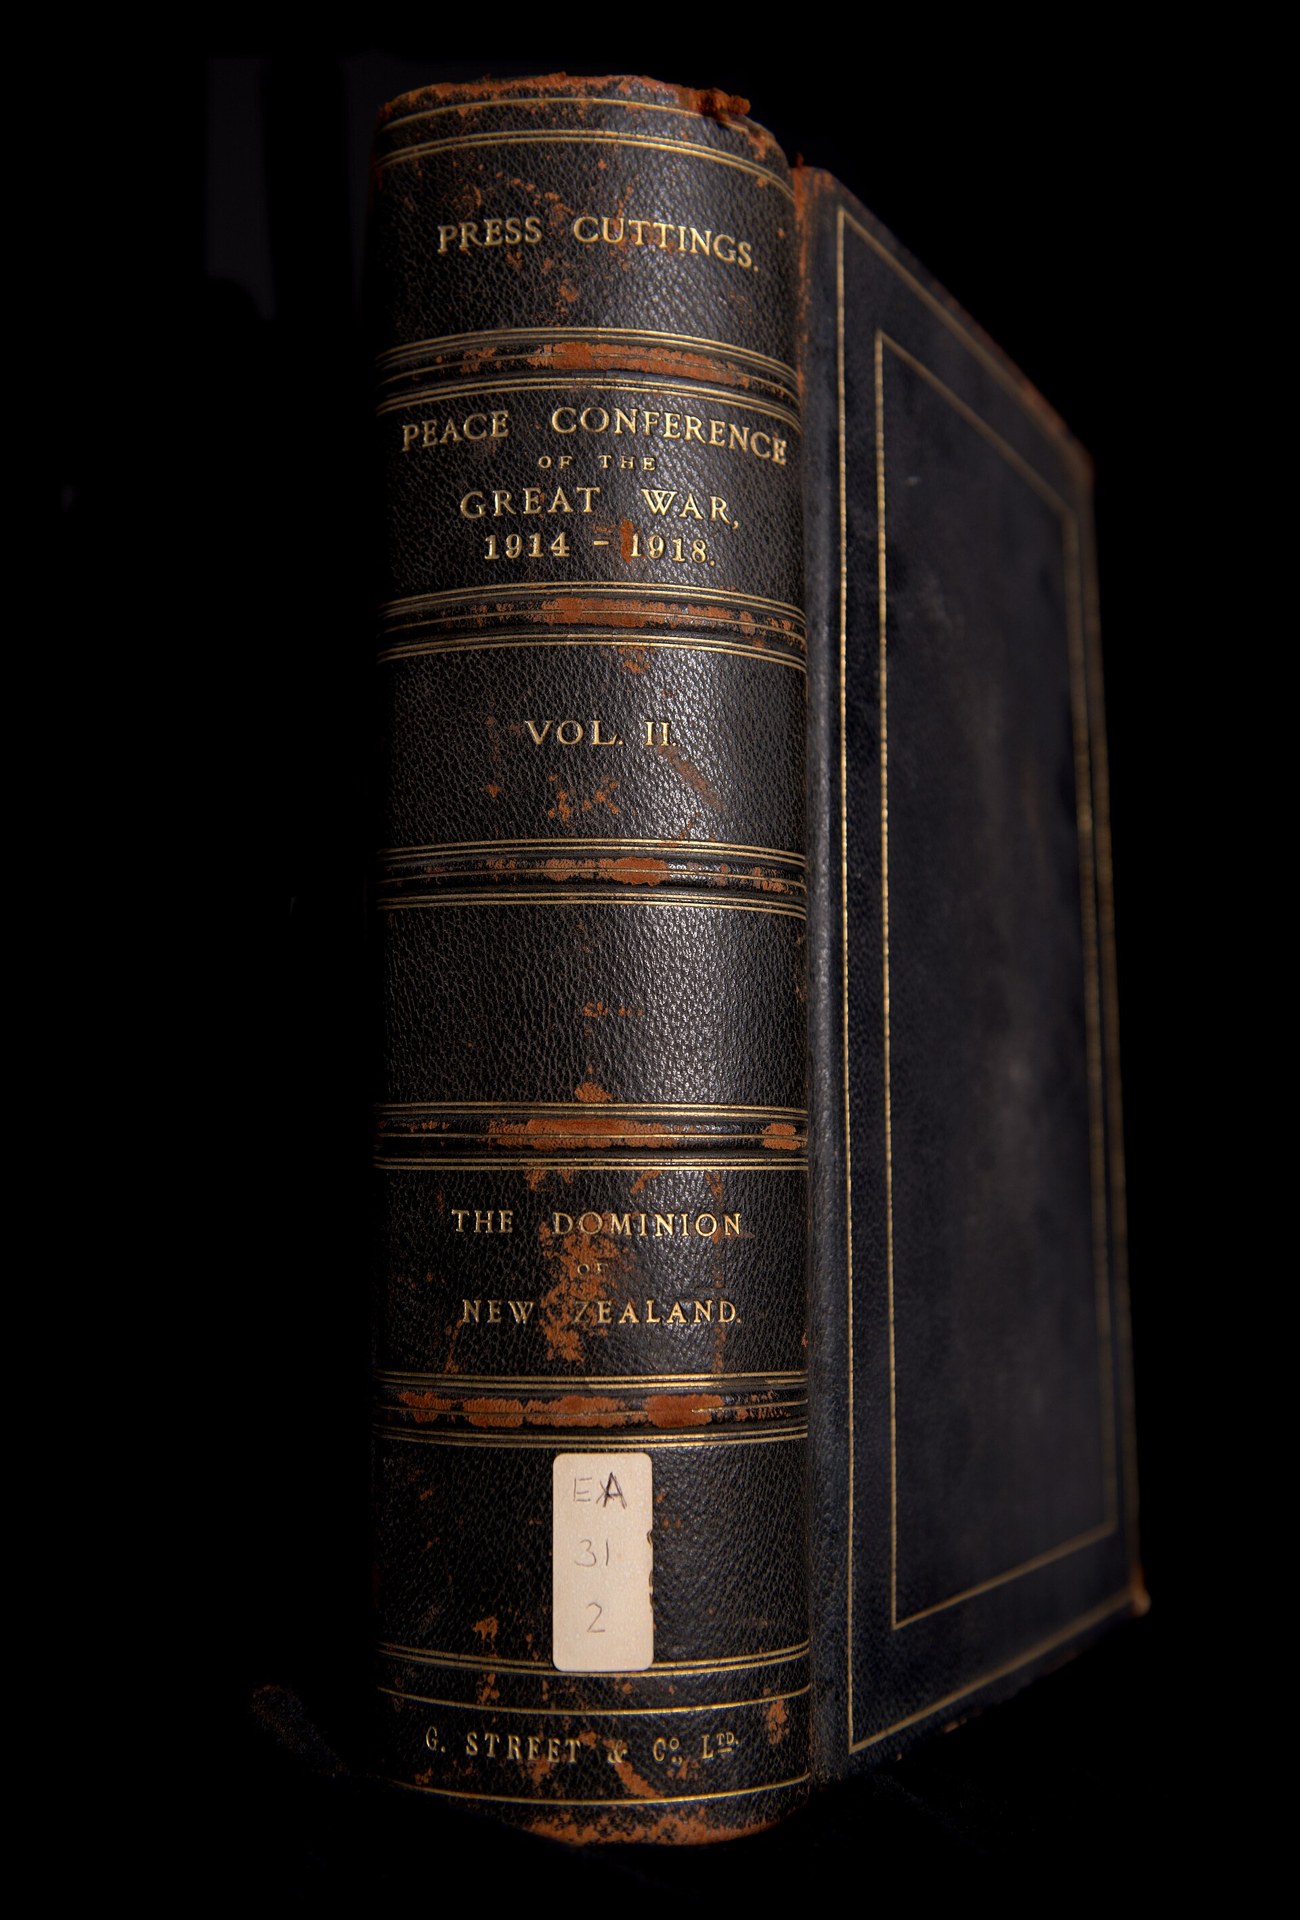 PRESS CUTTINGS.
PEACE CONFERENCE
OF THE
GREAT WAR,
1914 - 1918.
VOL. II.
THE DOMINION
OF
NEW ZEALAND.
EA
31.
2
G. STREET & Co., LTD.